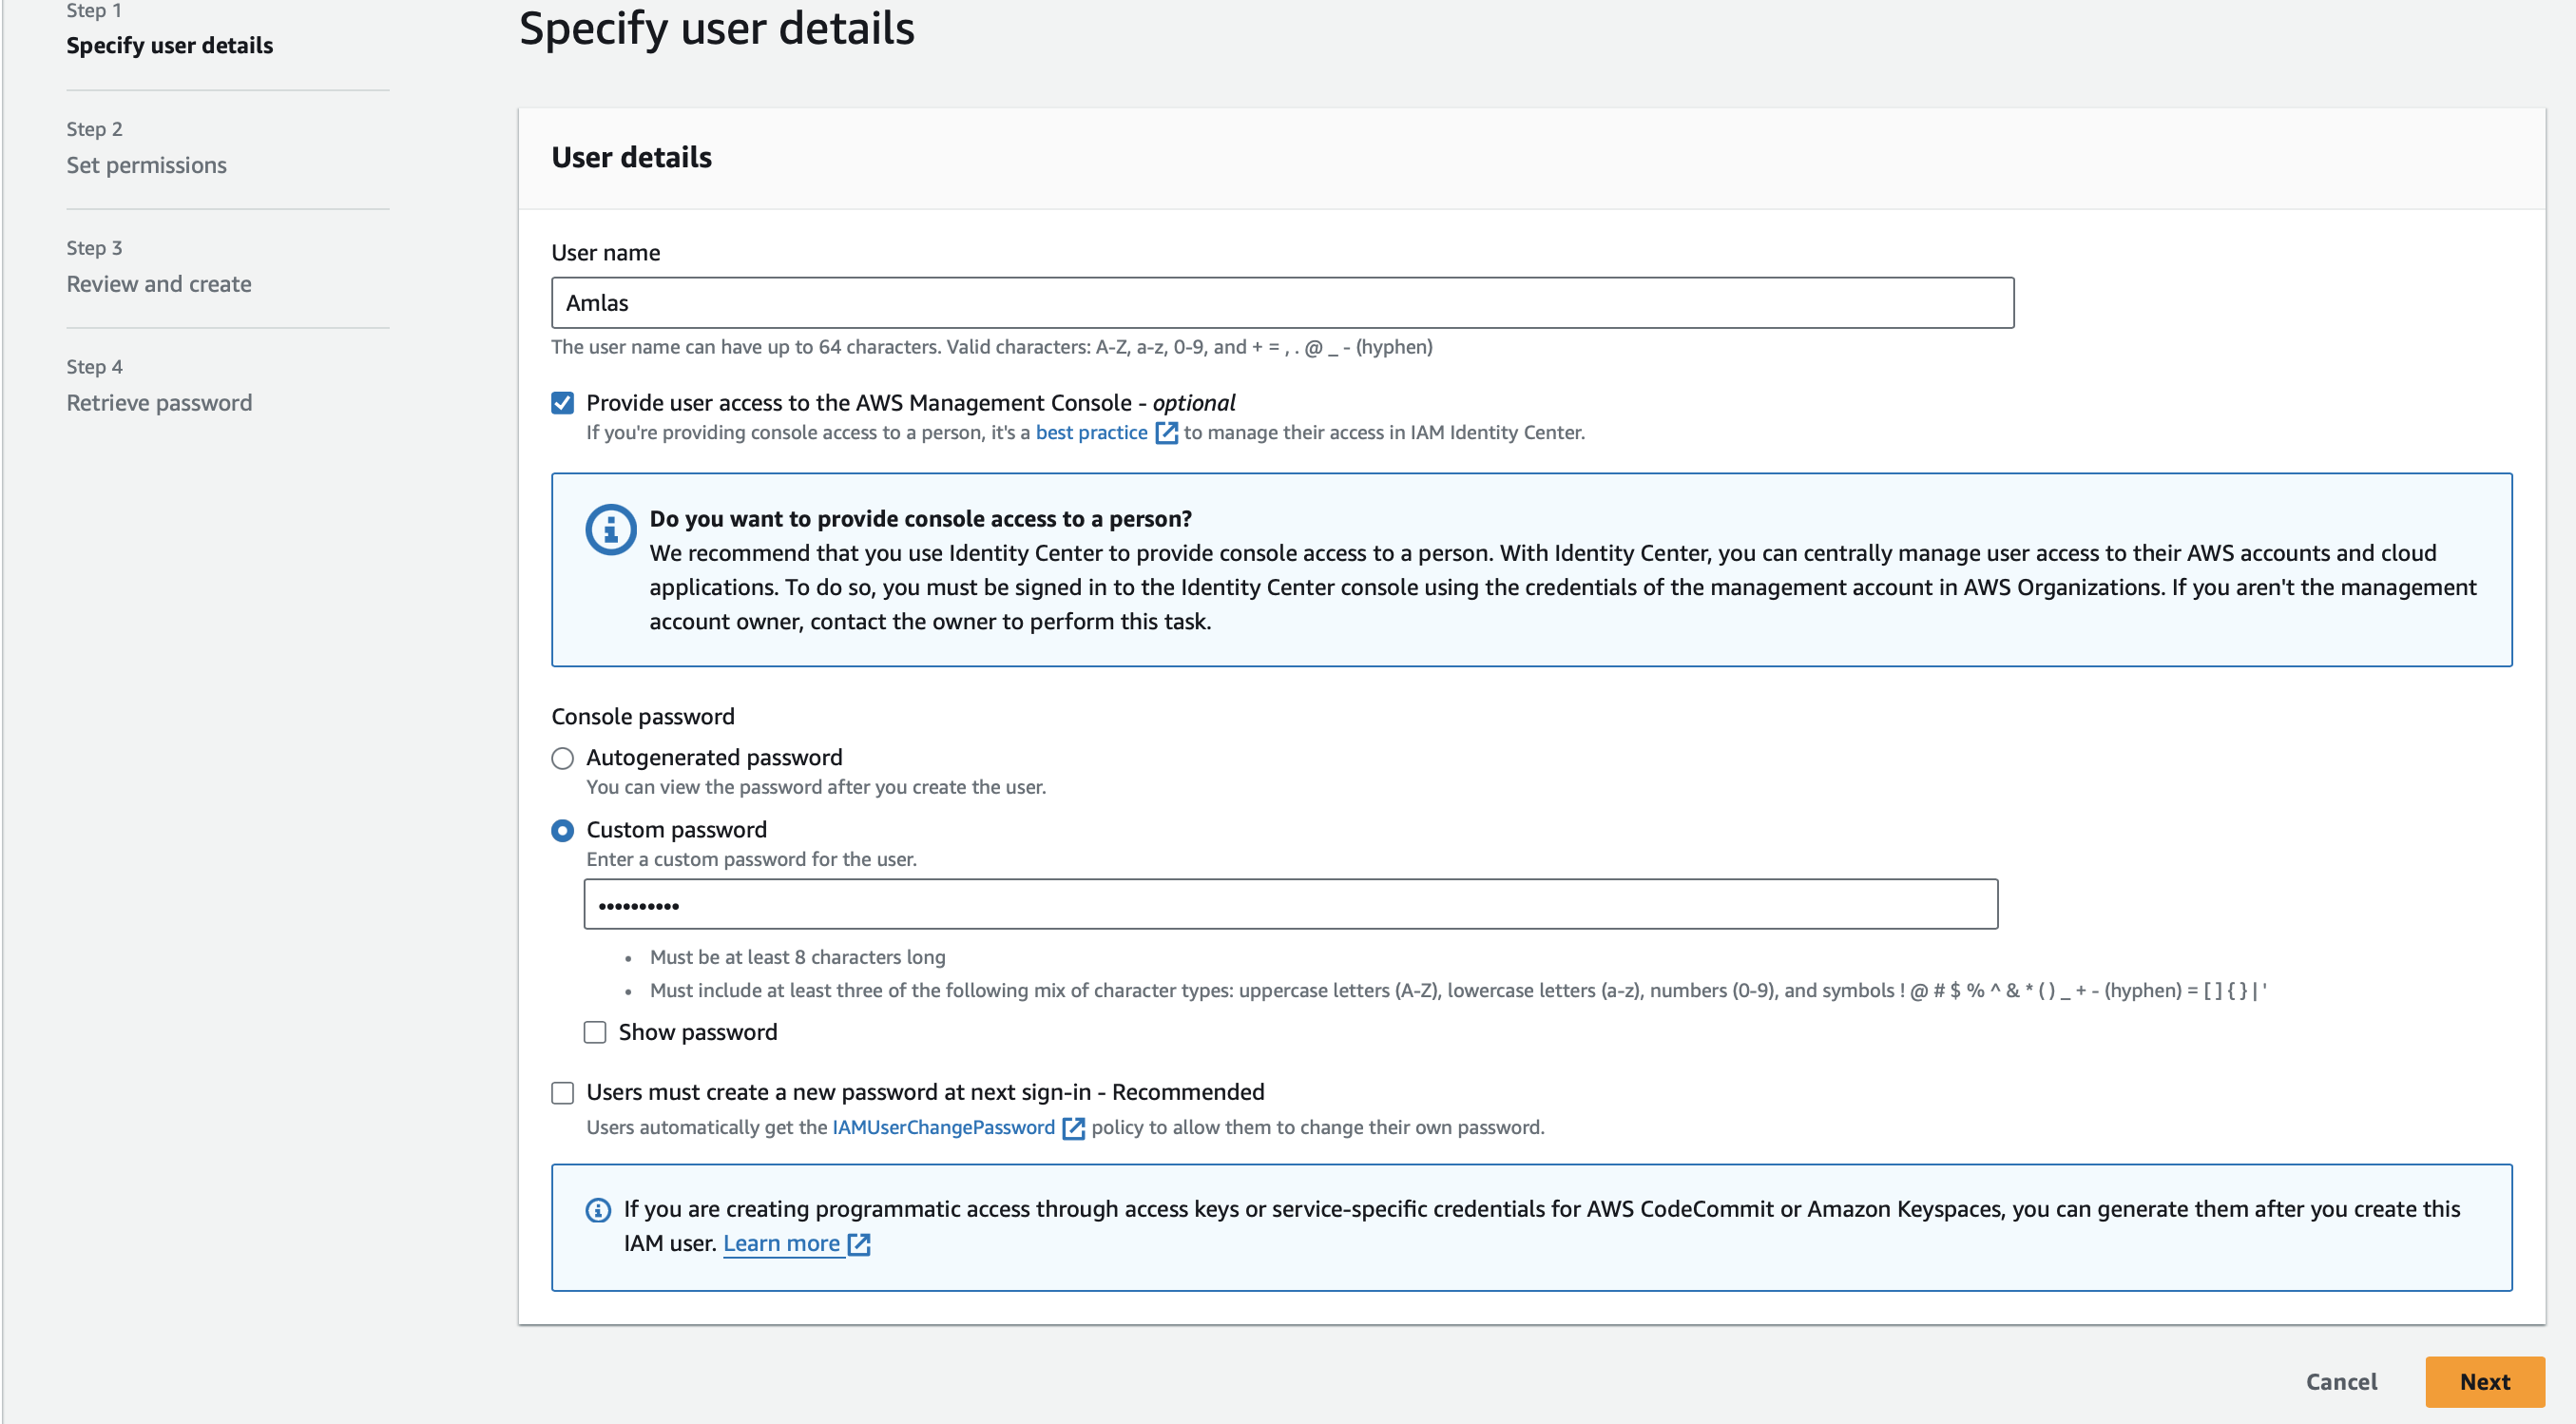 Step 1
Specify user details
Step 2
Set permissions
Step 3
Review and create
Step 4
Retrieve password
Specify user details
User details
User name
Amlas
The user name can have up to 64 characters. Valid characters: A-Z, a-z, 0-9, and + = , . @ _ - (hyphen)
Provide user access to the AWS Management Console - optional
If you're providing console access to a person, it's a best practice to manage their access in IAM Identity Center.
Do you want to provide console access to a person?
We recommend that you use Identity Center to provide console access to a person. With Identity Center, you can centrally manage user access to their AWS accounts and cloud
applications. To do so, you must be signed in to the Identity Center console using the credentials of the management account in AWS Organizations. If you aren't the management
account owner, contact the owner to perform this task.
Console password
Autogenerated password
You can view the password after you create the user.
Custom password
Enter a custom password for the user.
••••••••••
• Must be at least 8 characters long
• Must include at least three of the following mix of character types: uppercase letters (A-Z), lowercase letters (a-z), numbers (0-9), and symbols ! @ # $ % ^ & * ( ) _ + - (hyphen) = [ ] { } | '
Show password
Users must create a new password at next sign-in - Recommended
Users automatically get the IAMUserChangePassword policy to allow them to change their own password.
If you are creating programmatic access through access keys or service-specific credentials for AWS CodeCommit or Amazon Keyspaces, you can generate them after you create this
IAM user. Learn more
Cancel
Next